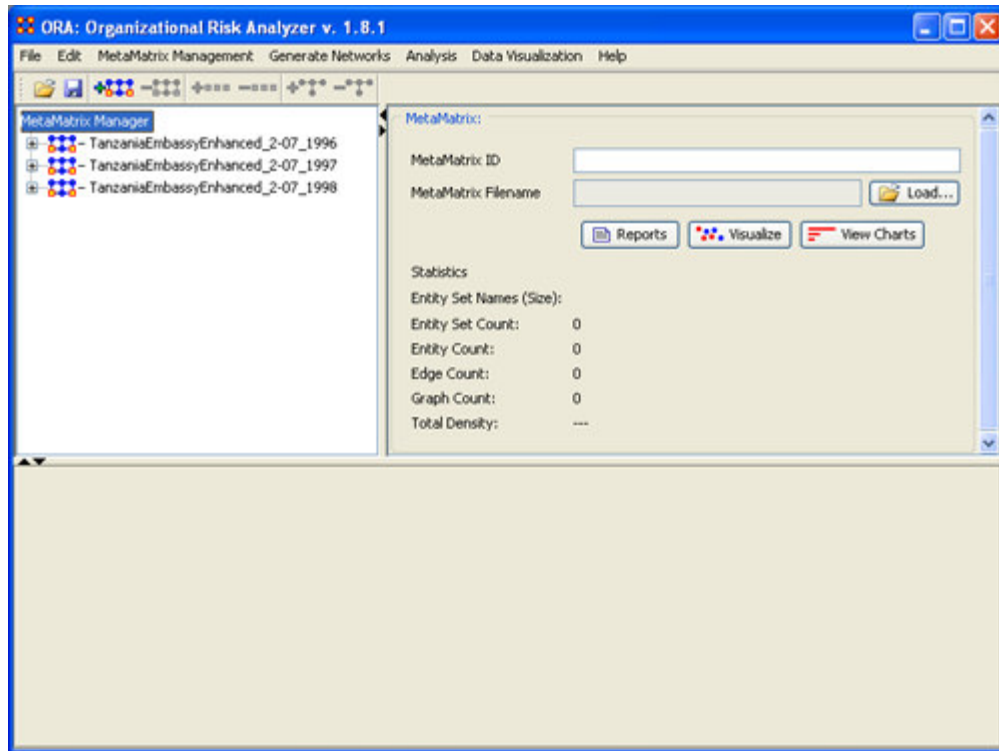 ORA: Organizational Risk Analyzer v. 1.8.1
File Edit MetaMatrix Management Generate Networks Analysis Data Visualization Help
MetaMatrix Manager
TanzaniaEmbassyEnhanced_2-07_1996
TanzaniaEmbassyEnhanced_2-07_1997
TanzaniaEmbassyEnhanced_2-07_1998
MetaMatrix:
MetaMatrix ID
MetaMatrix Filename Load...
Reports Visualize View Charts
Statistics
Entity Set Names (Size):
Entity Set Count: 0
Entity Count: 0
Edge Count: 0
Graph Count: 0
Total Density: ---